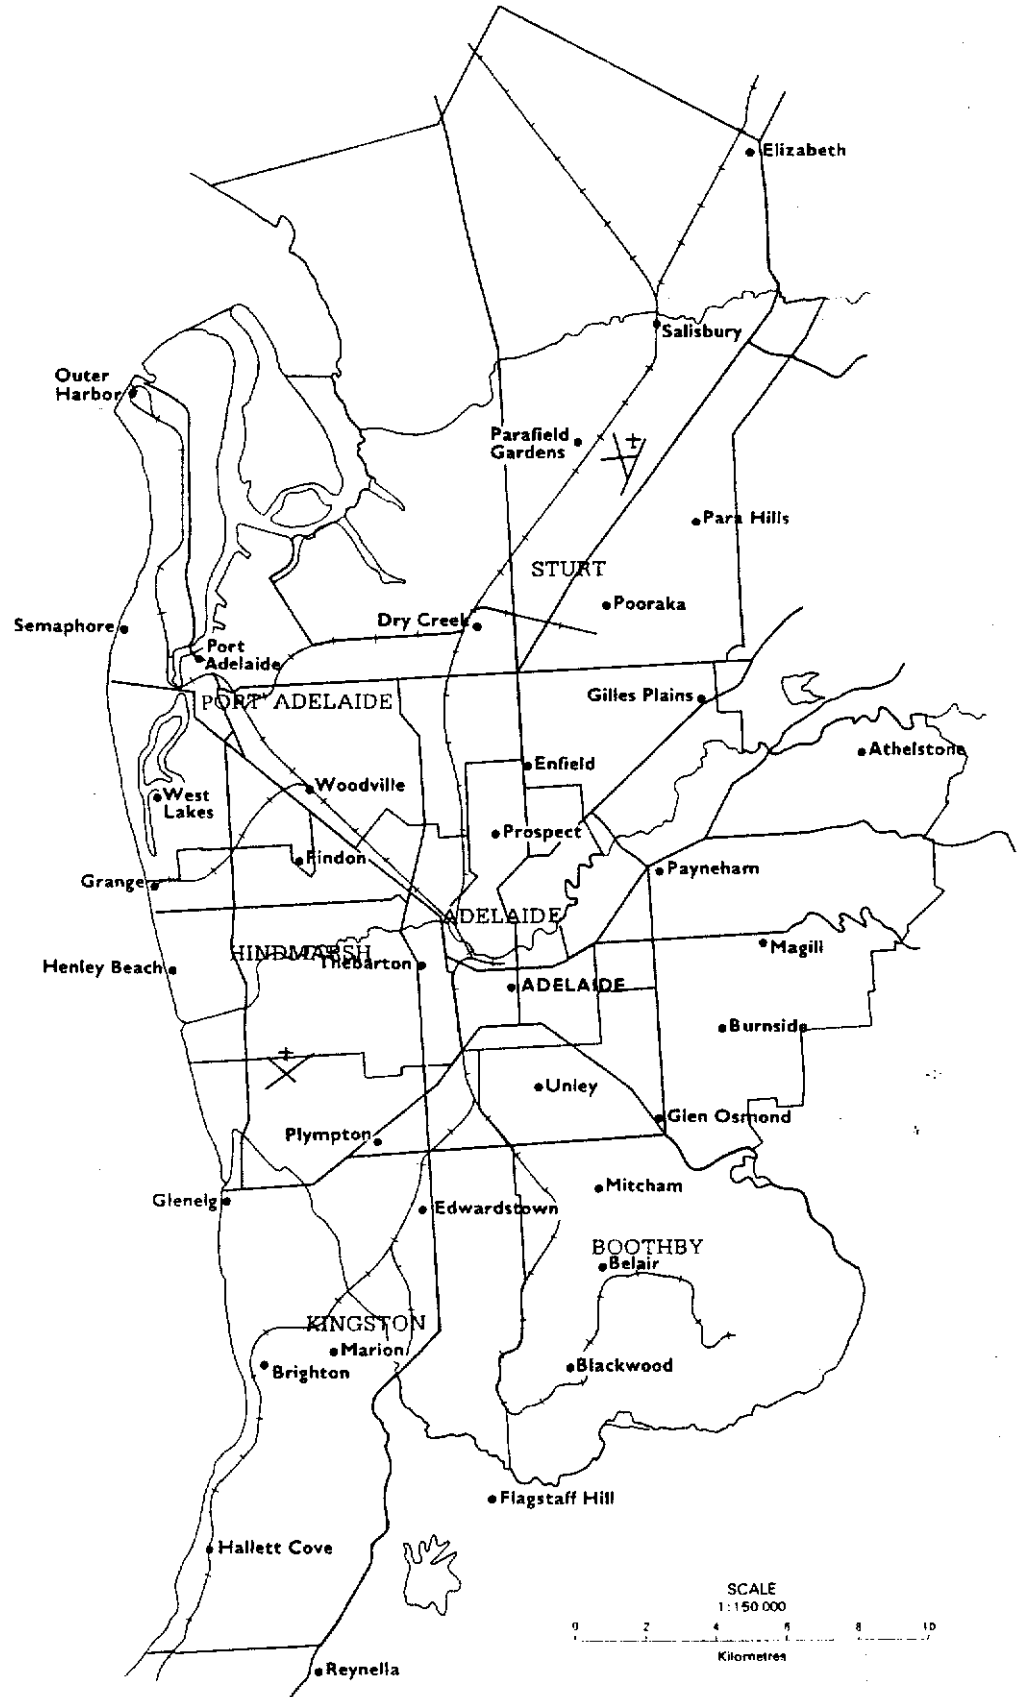 Elizabeth
Salisbury
Outer
Harbor
Parafield
Gardens
Para Hills
STURT
Pooraka
Dry Creek
Semaphore
Port
Adelaide
PORT ADELAIDE
Gilles Plains
Athelstone
Enfield
Woodville
West
Lakes
Prospect
Findon
Payneham
Grange
ADELAIDE
Magill
HINDMARSH
Thebarton
Henley Beach
ADELAIDE
Burnside
Unley
Glen Osmond
Plympton
Mitcham
Glenelg
Edwardstown
BOOTHBY
Belair
KINGSTON
Marion
Brighton
Blackwood
Flagstaff Hill
Hallett Cove
SCALE
1:150 000
0 2 4 6 8 10
Kilometres
Reynella